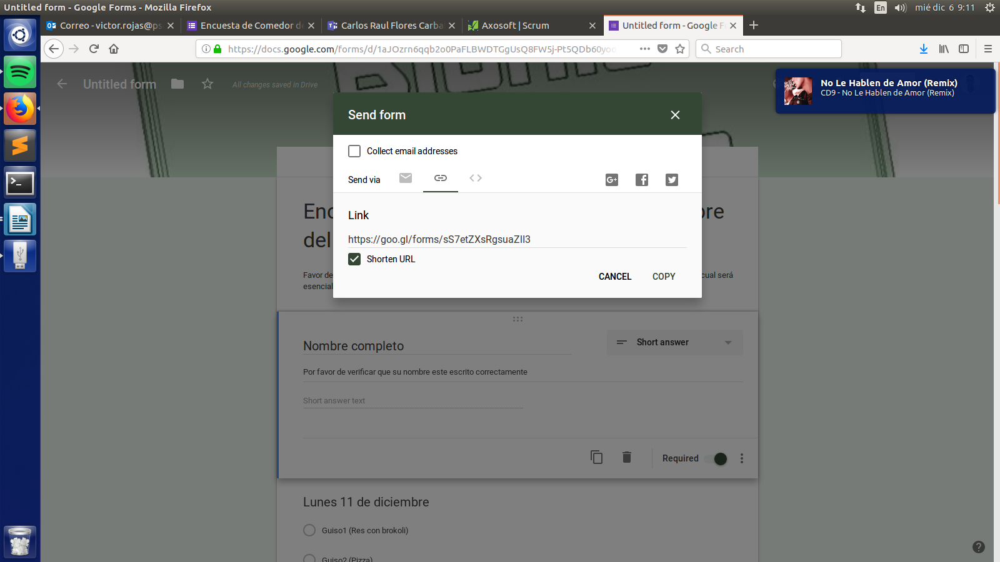 Untitled form - Google Forms - Mozilla Firefox
En
mié dic 6 9:11
Correo - victor.rojas@ps
Encuesta de Comedor de
Carlos Raul Flores Carba
Axosoft | Scrum
Untitled form - Google F
https://docs.google.com/forms/d/1aJOzrn6qqb2o0PaFLBWDTGgUsQ8FW5j-Pt5QDb60yoo
Search
Untitled form
All changes saved in Drive
No Le Hablen de Amor (Remix)
CD9 - No Le Hablen de Amor (Remix)
Send form
Collect email addresses
Send via
G+
Link
https://goo.gl/forms/sS7etZXsRgsuaZII3
Shorten URL
CANCEL
COPY
del
Favor de
cual será
esencial
Nombre completo
Short answer
Por favor de verificar que su nombre este escrito correctamente
Short answer text
Required
Lunes 11 de diciembre
Guiso1 (Res con brokoli)
Guiso2 (Pizza)